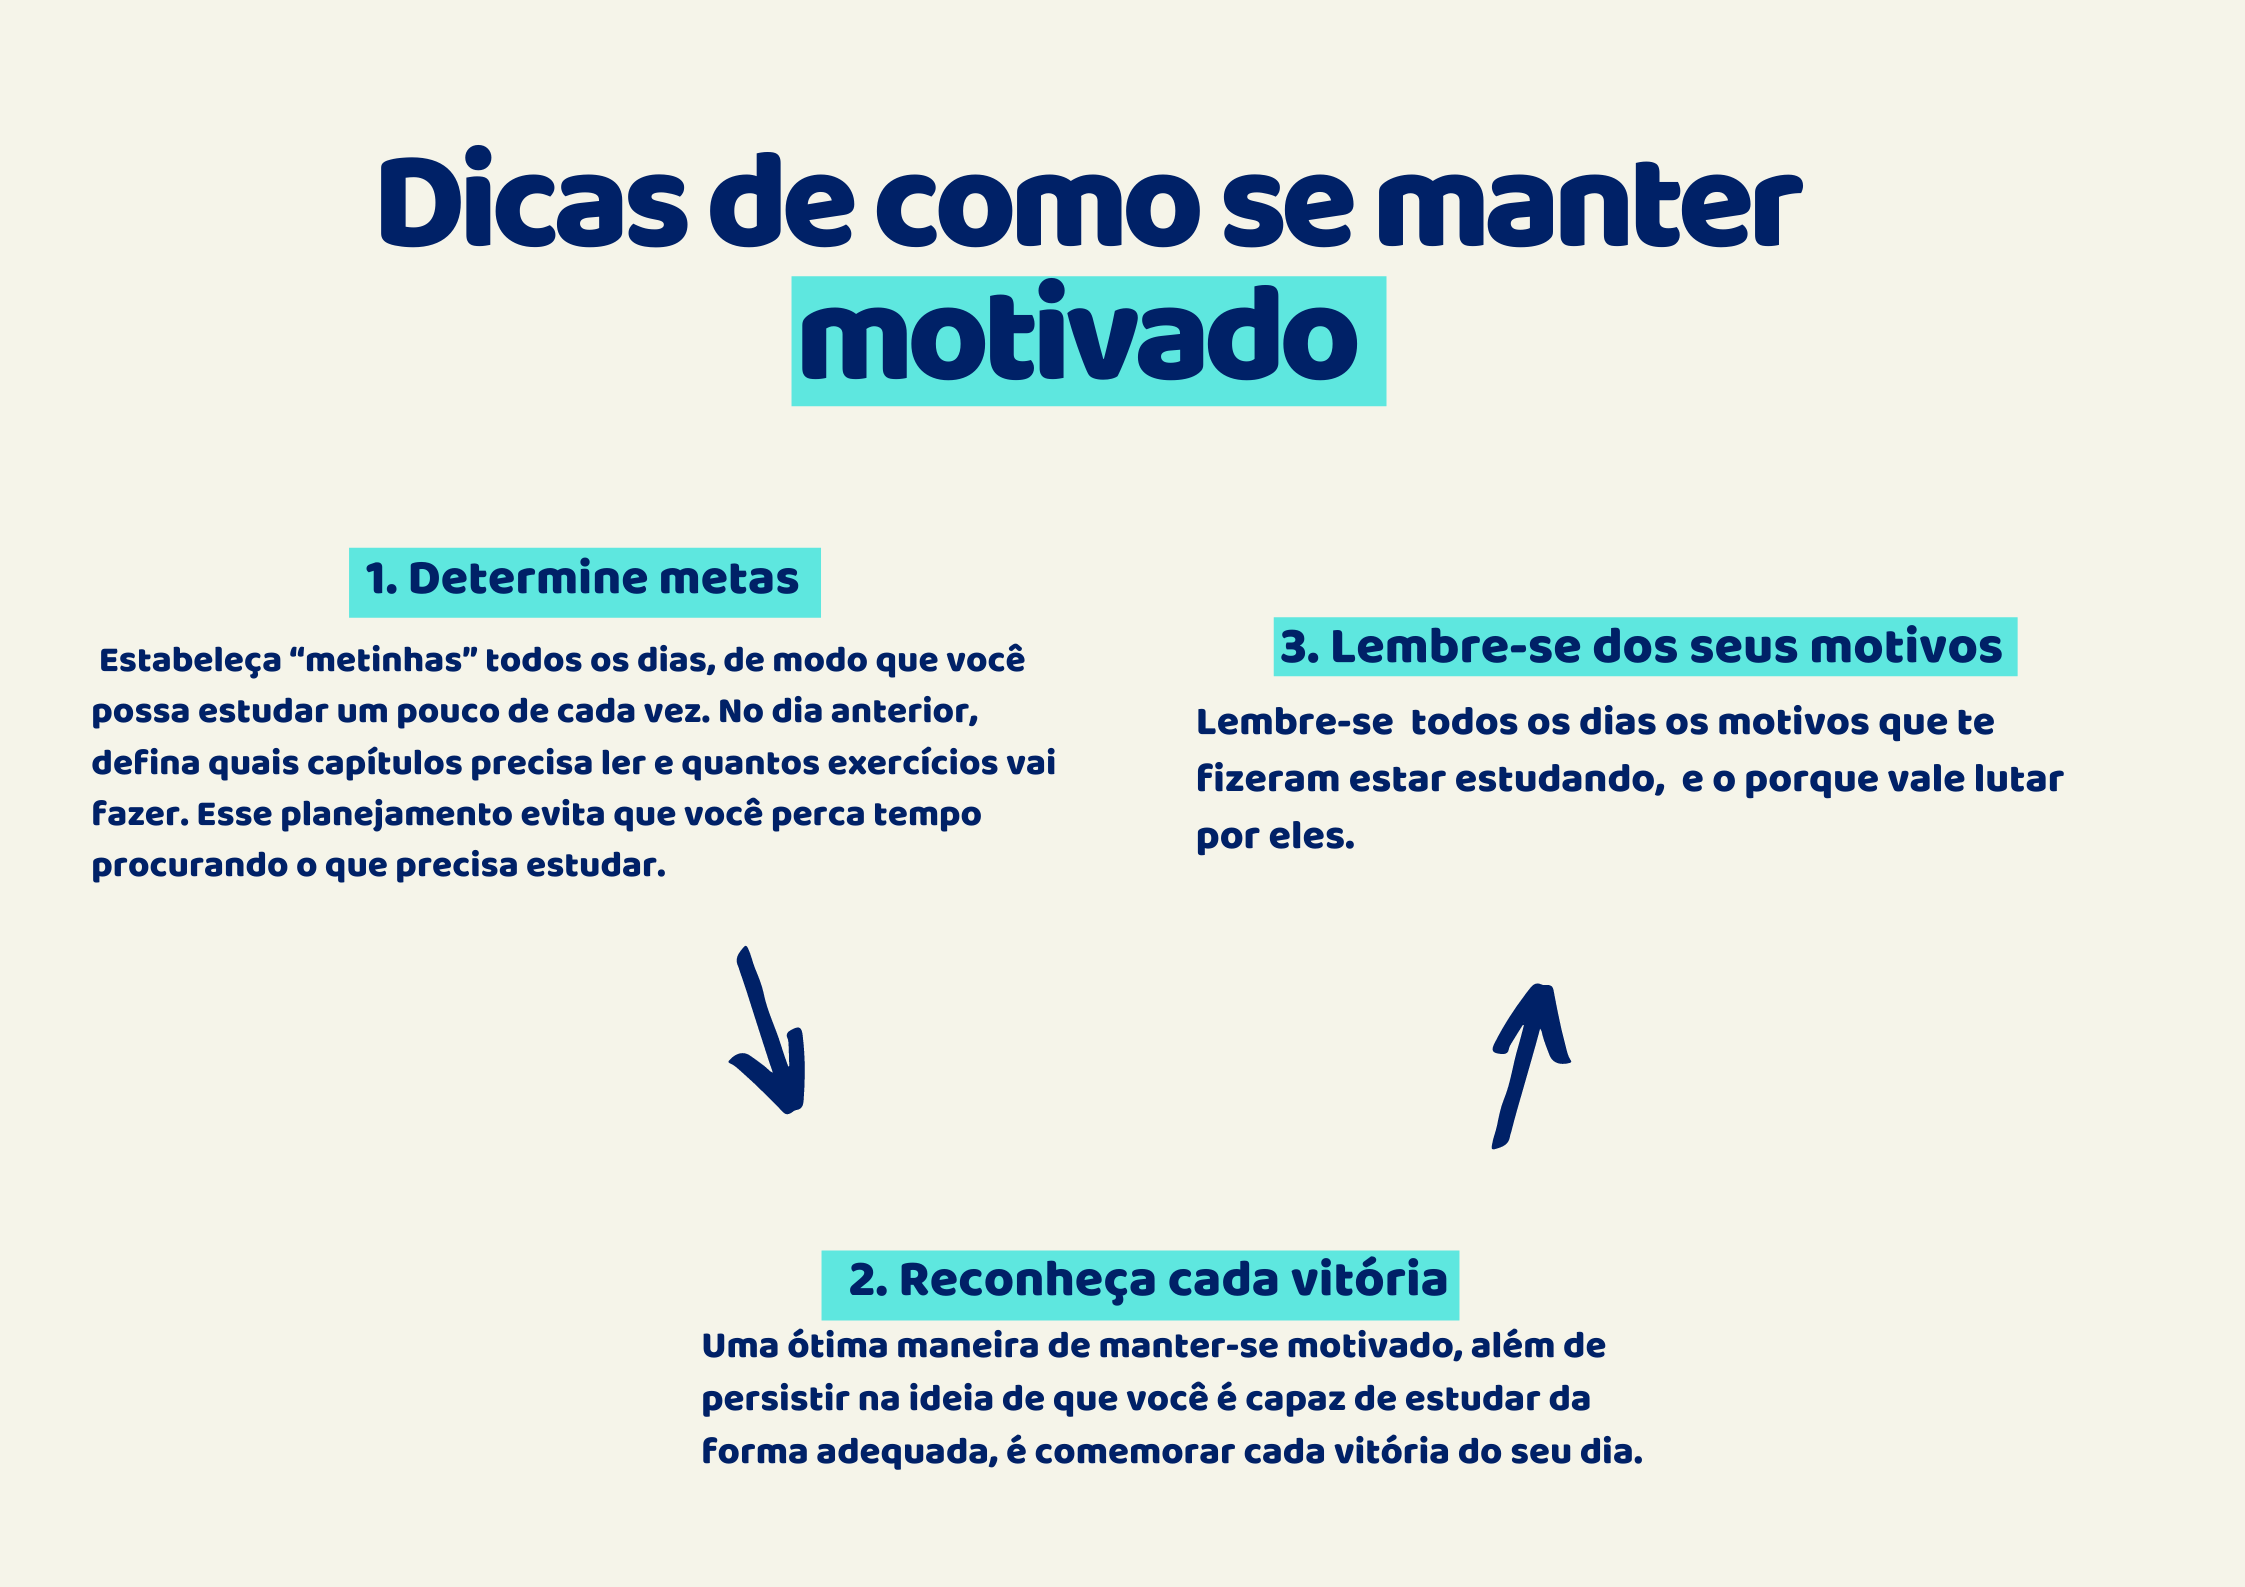 Dicas de como se manter
motivado
1. Determine metas
Estabeleça “metinhas” todos os dias, de modo que você
possa estudar um pouco de cada vez. No dia anterior,
defina quais capítulos precisa ler e quantos exercícios vai
fazer. Esse planejamento evita que você perca tempo
procurando o que precisa estudar.
2. Reconheça cada vitória
Uma ótima maneira de manter-se motivado, além de
persistir na ideia de que você é capaz de estudar da
forma adequada, é comemorar cada vitória do seu dia.
3. Lembre-se dos seus motivos
Lembre-se  todos os dias os motivos que te
fizeram estar estudando,  e o porque vale lutar
por eles.